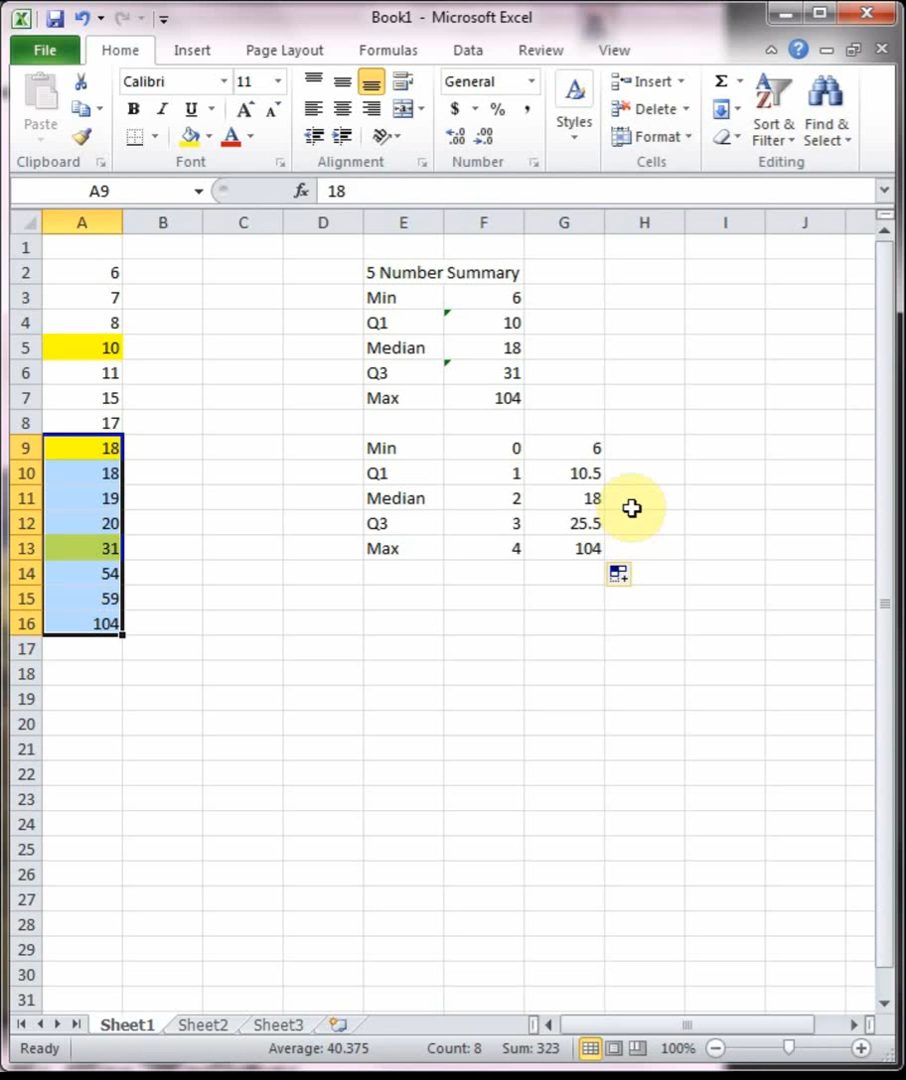 Book1 - Microsoft Excel
File Home Insert Page Layout Formulas Data Review View
Paste
Clipboard
Calibri 11
B I U A A
A
Font
Alignment
General
$ % ,
.0 .00 .00 .0
Number
A
Styles
Insert
Delete
Format
Cells
Σ
A Z
Sort & Filter
Find & Select
Editing
A9 fx 18
A B C D E F G H I J
1
2 6 5 Number Summary
3 7 Min 6
4 8 Q1 10
5 10 Median 18
6 11 Q3 31
7 15 Max 104
8 17
9 18 Min 0 6
10 18 Q1 1 10.5
11 19 Median 2 18
12 20 Q3 3 25.5
13 31 Max 4 104
14 54
15 59
16 104
17
18
19
20
21
22
23
24
25
26
27
28
29
30
31
Sheet1 Sheet2 Sheet3
Ready Average: 40.375 Count: 8 Sum: 323 100%